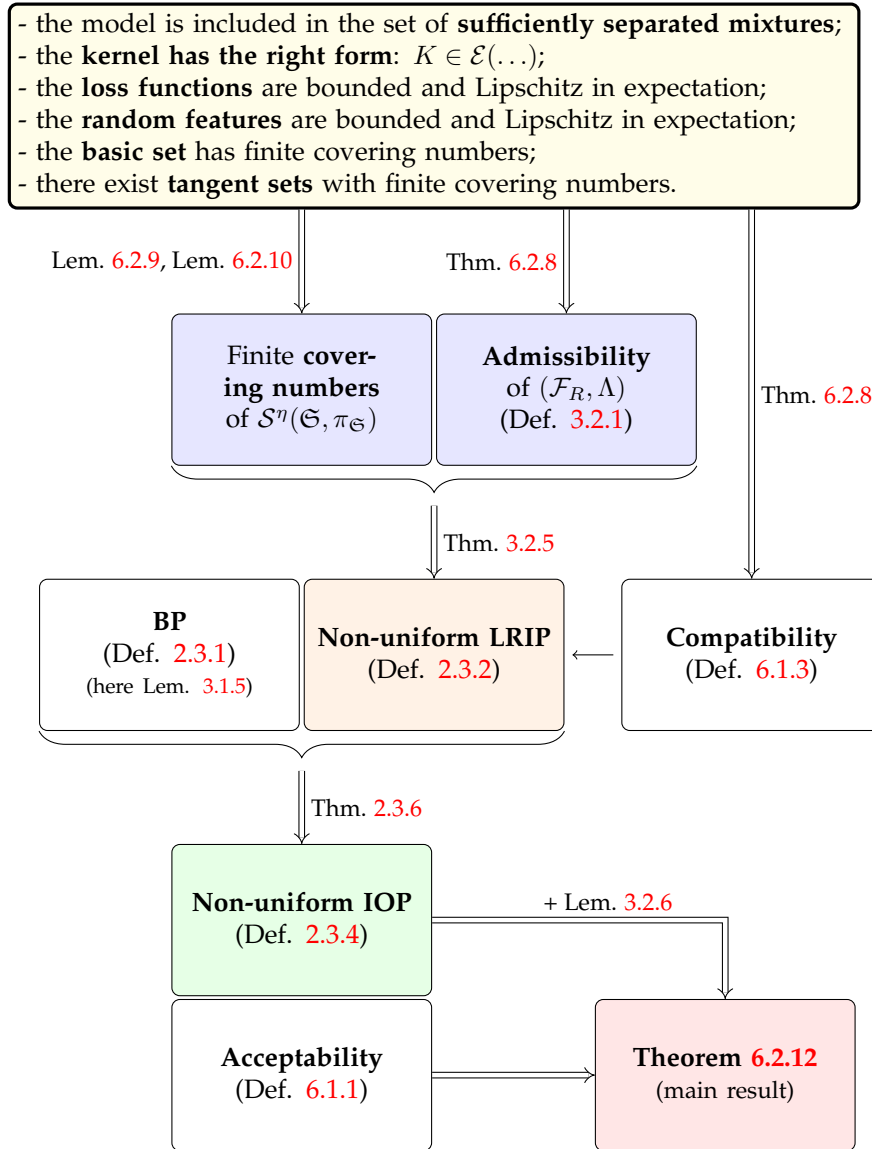 - the model is included in the set of sufficiently separated mixtures;
- the kernel has the right form: K ∈ ℰ(…);
- the loss functions are bounded and Lipschitz in expectation;
- the random features are bounded and Lipschitz in expectation;
- the basic set has finite covering numbers;
- there exist tangent sets with finite covering numbers.
Lem. 6.2.9, Lem. 6.2.10
Thm. 6.2.8
Finite cover-
ing numbers
of 𝒮^η(𝔖, π_𝔖)
Admissibility
of (ℱ_R, Λ)
(Def. 3.2.1)
Thm. 6.2.8
Thm. 3.2.5
BP
(Def. 2.3.1)
(here Lem. 3.1.5)
Non-uniform LRIP
(Def. 2.3.2)
Compatibility
(Def. 6.1.3)
Thm. 2.3.6
Non-uniform IOP
(Def. 2.3.4)
+ Lem. 3.2.6
Acceptability
(Def. 6.1.1)
Theorem 6.2.12
(main result)